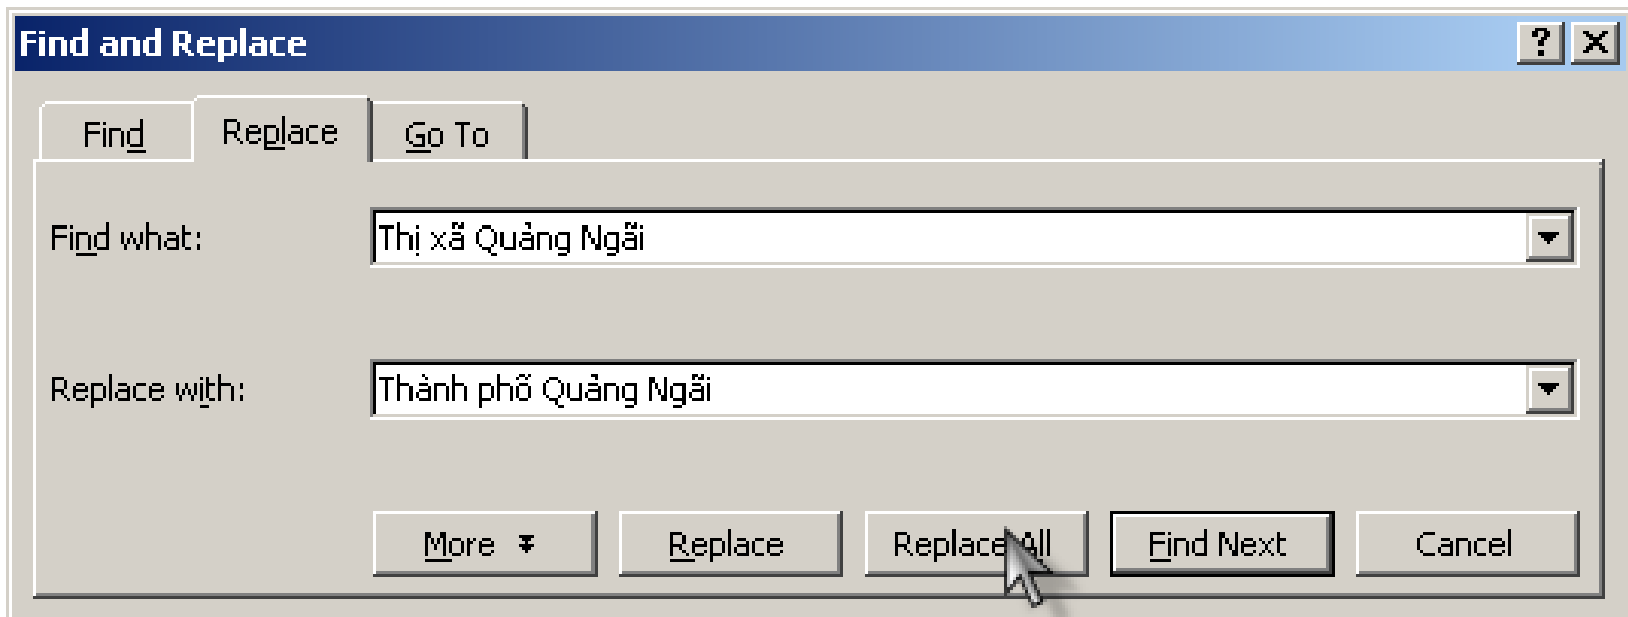 Find and Replace
Find Replace Go To
Find what: Thị xã Quảng Ngãi
Replace with: Thành phố Quảng Ngãi
More Replace Replace All Find Next Cancel